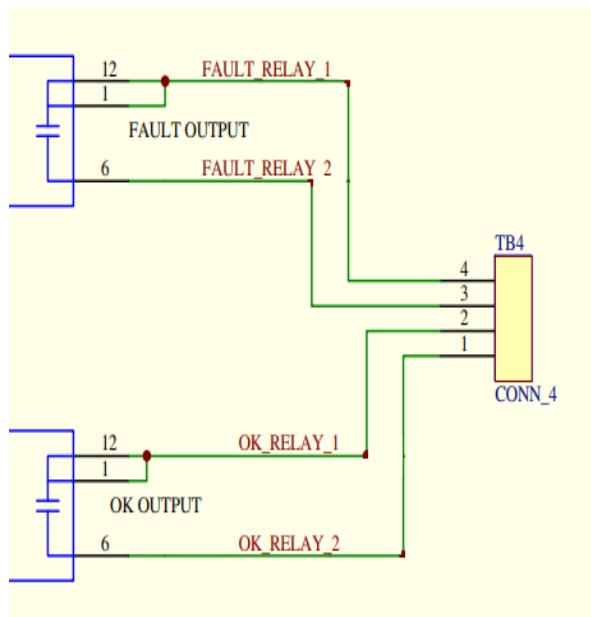 12 FAULT_RELAY_1
1
FAULT OUTPUT
6 FAULT_RELAY_2
TB4
4
3
2
1
CONN_4
12 OK_RELAY_1
1
OK OUTPUT
6 OK_RELAY_2